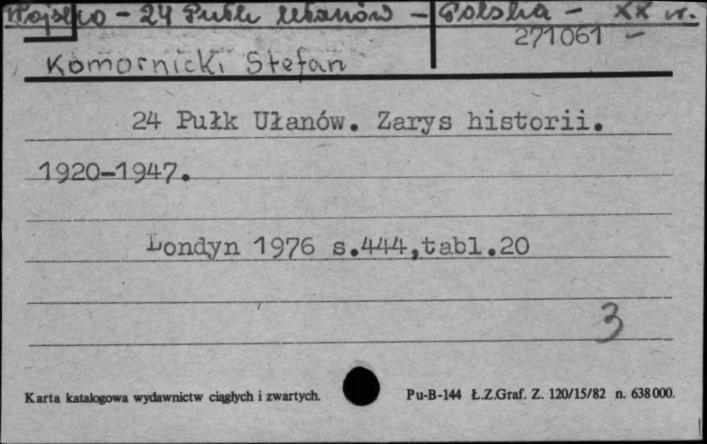 Wojsko - 24 Pułk Ułanów - Polska - XX w.
271061 -
Komornicki Stefan
24 Pułk Ułanów. Zarys historii.
1920-1947.
Londyn 1976 s.444,tabl.20
3
Karta katalogowa wydawnictw ciągłych i zwartych. Pu-B-144 Ł.Z.Graf. Z. 120/15/82 n. 638000.